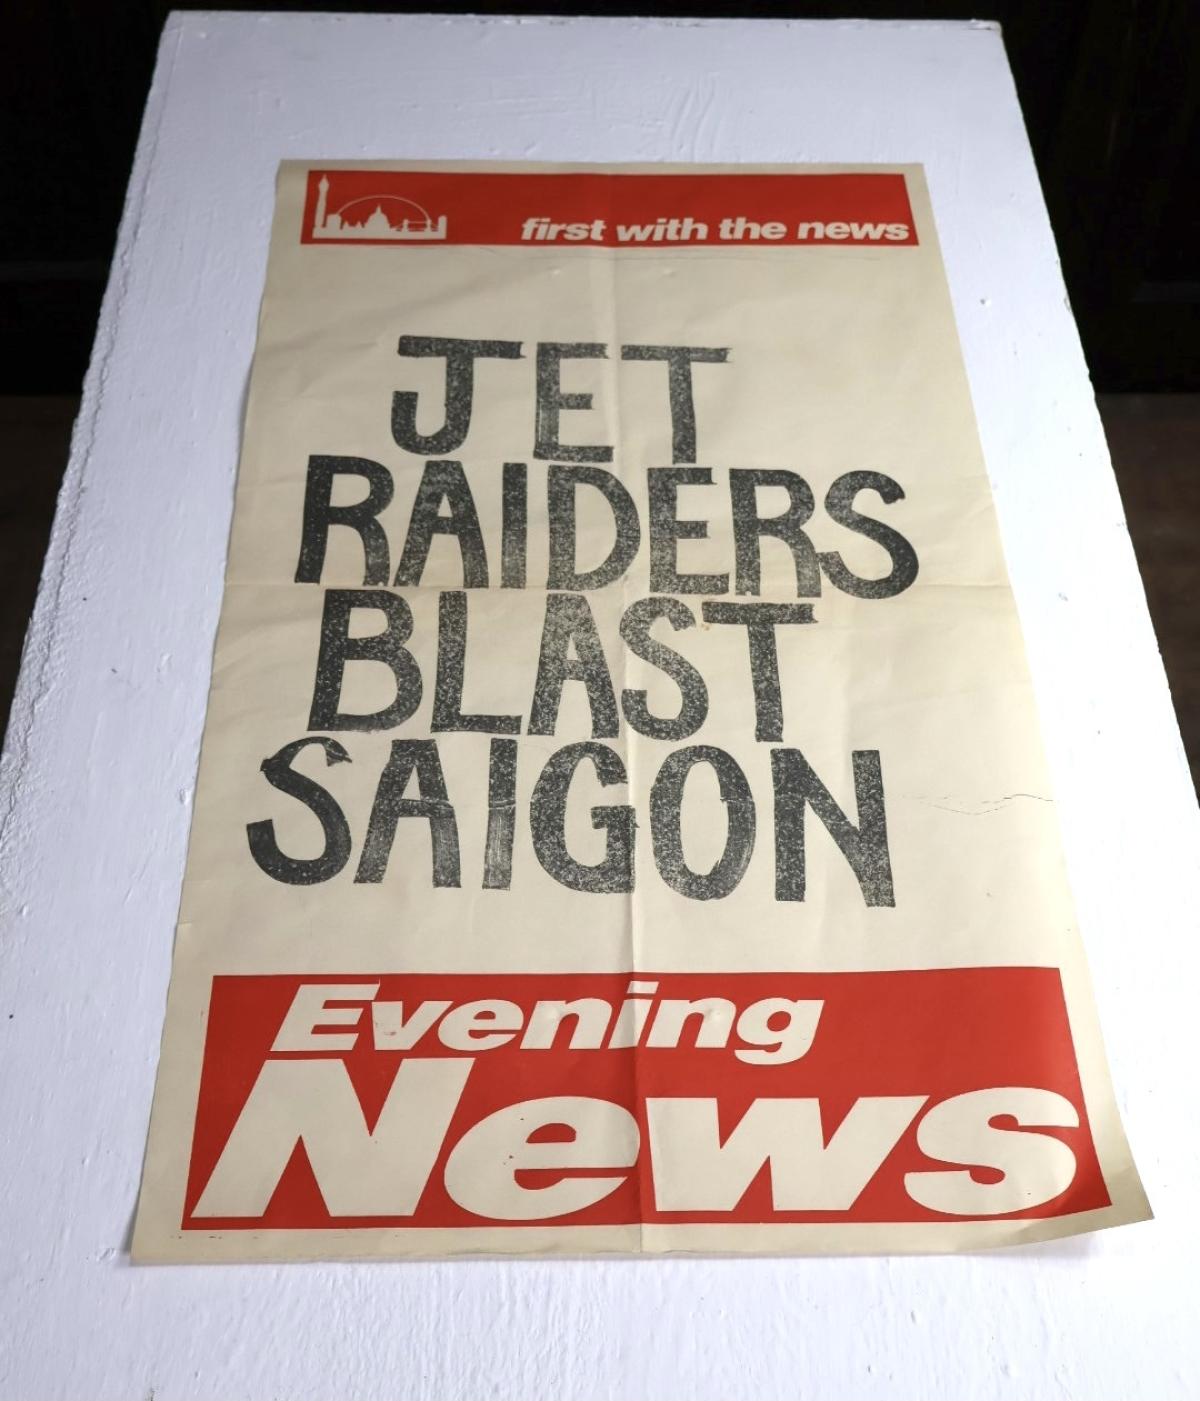 first with the news
JET
RAIDERS
BLAST
SAIGON
Evening
News